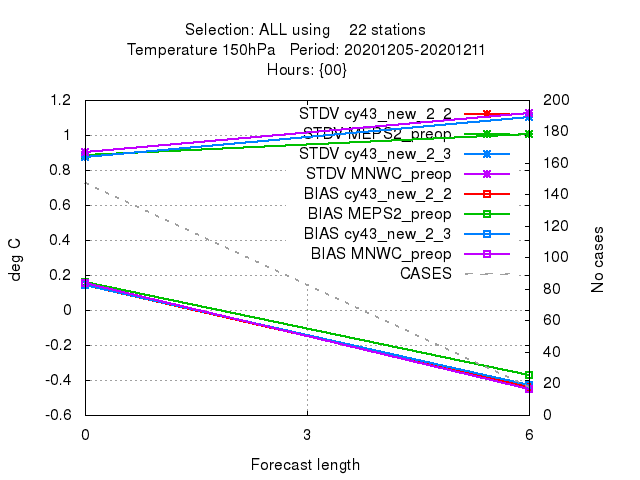 Selection: ALL using    22 stations
Temperature 150hPa   Period: 20201205-20201211
Hours: {00}
STDV cy43_new_2_2
STDV MEPS2_preop
STDV cy43_new_2_3
STDV MNWC_preop
BIAS cy43_new_2_2
BIAS MEPS2_preop
BIAS cy43_new_2_3
BIAS MNWC_preop
CASES
1.2
1
0.8
0.6
0.4
0.2
0
-0.2
-0.4
-0.6
deg C
200
180
160
140
120
100
80
60
40
20
0
No cases
0 3 6
Forecast length